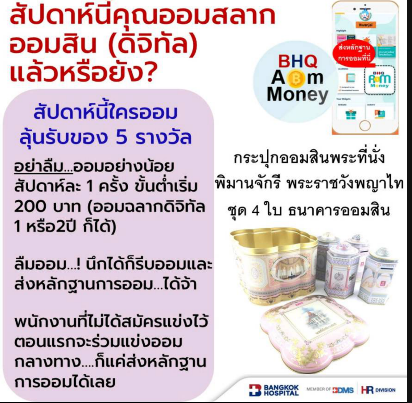 สัปดาห์นี้คุณออมสลาก
ออมสิน (ดิจิทัล)
แล้วหรือยัง?
สัปดาห์นี้ใครออม
ลุ้นรับของ 5 รางวัล
อย่าลืม...ออมอย่างน้อย
สัปดาห์ละ 1 ครั้ง ขั้นต่ำเริ่ม
200 บาท (ออมฉลากดิจิทัล
1 หรือ2ปี ก็ได้)
ลืมออม...! นึกได้ก็รีบออมและ
ส่งหลักฐานการออม...ได้จ้า
พนักงานที่ไม่ได้สมัครแข่งไว้
ตอนแรกจะร่วมแข่งออม
กลางทาง....ก็แค่ส่งหลักฐาน
การออมได้เลย
BHQ
Aom
Money
ส่งหลักฐาน
การออมที่นี่
BHQ
AOM
Money
กระปุกออมสินพระที่นั่ง
พิมานจักรี พระราชวังพญาไท
ชุด 4 ใบ ธนาคารออมสิน
BANGKOK
HOSPITAL
MEMBER OF BDMS
HR DIVISION